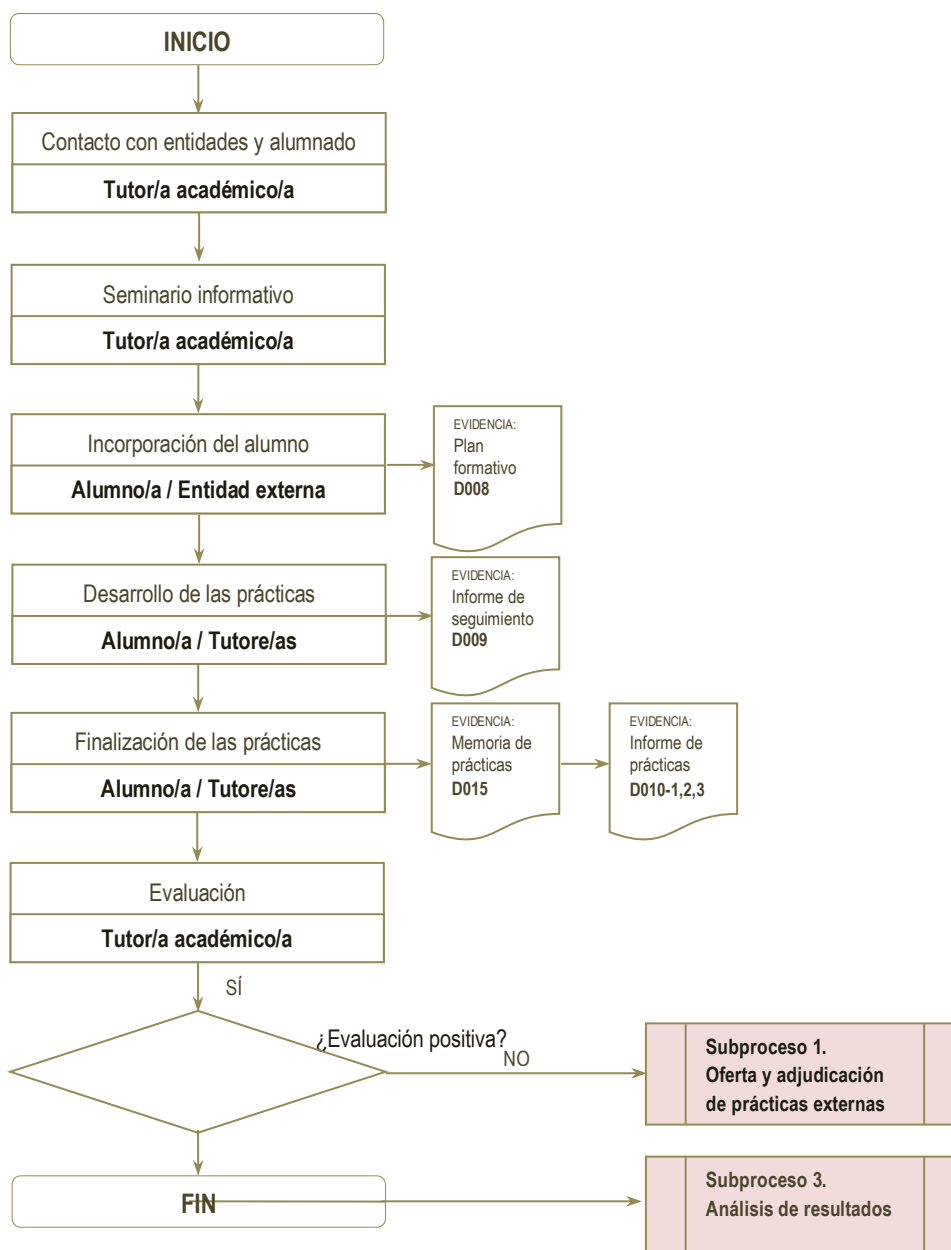 INICIO
Contacto con entidades y alumnado
Tutor/a académico/a
Seminario informativo
Tutor/a académico/a
Incorporación del alumno
Alumno/a / Entidad externa
EVIDENCIA:
Plan
formativo
D008
Desarrollo de las prácticas
Alumno/a / Tutore/as
EVIDENCIA:
Informe de
seguimiento
D009
Finalización de las prácticas
Alumno/a / Tutore/as
EVIDENCIA:
Memoria de
prácticas
D015
EVIDENCIA:
Informe de
prácticas
D010-1,2,3
Evaluación
Tutor/a académico/a
SÍ
¿Evaluación positiva?
NO
Subproceso 1.
Oferta y adjudicación
de prácticas externas
FIN
Subproceso 3.
Análisis de resultados